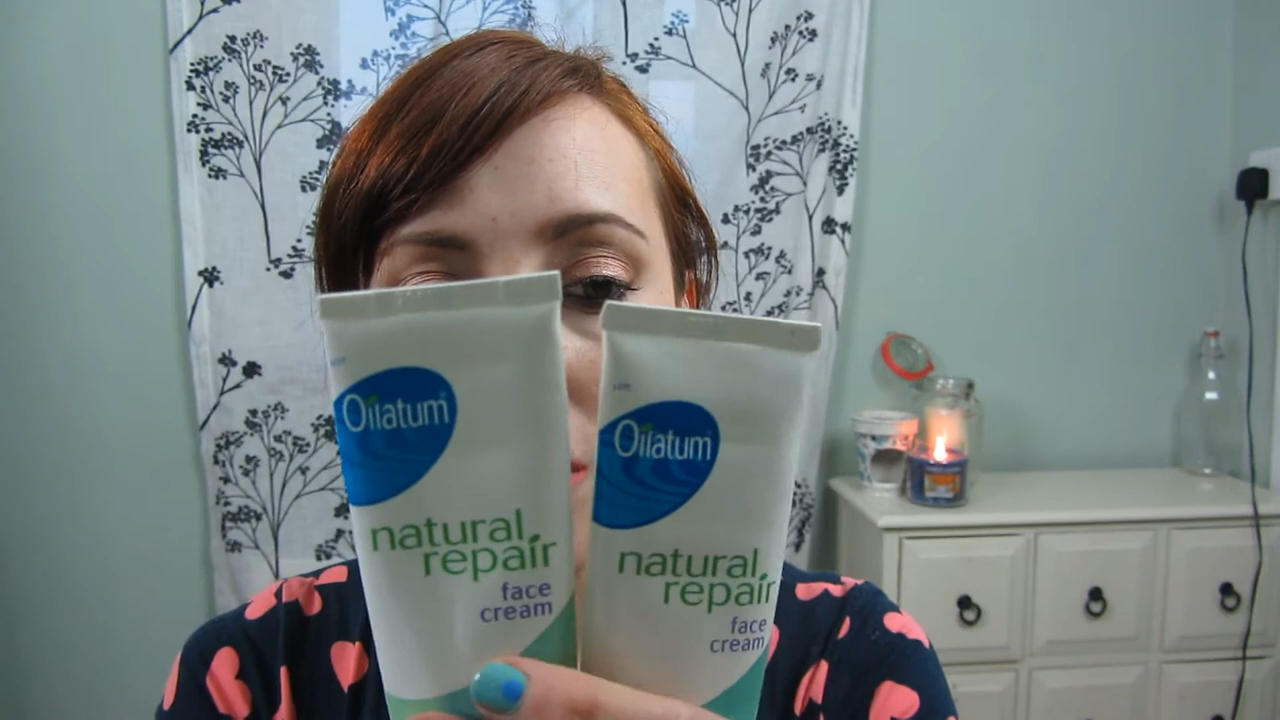 Oilatum
natural
repair
face
cream
Oilatum
natural
repair
face
cream